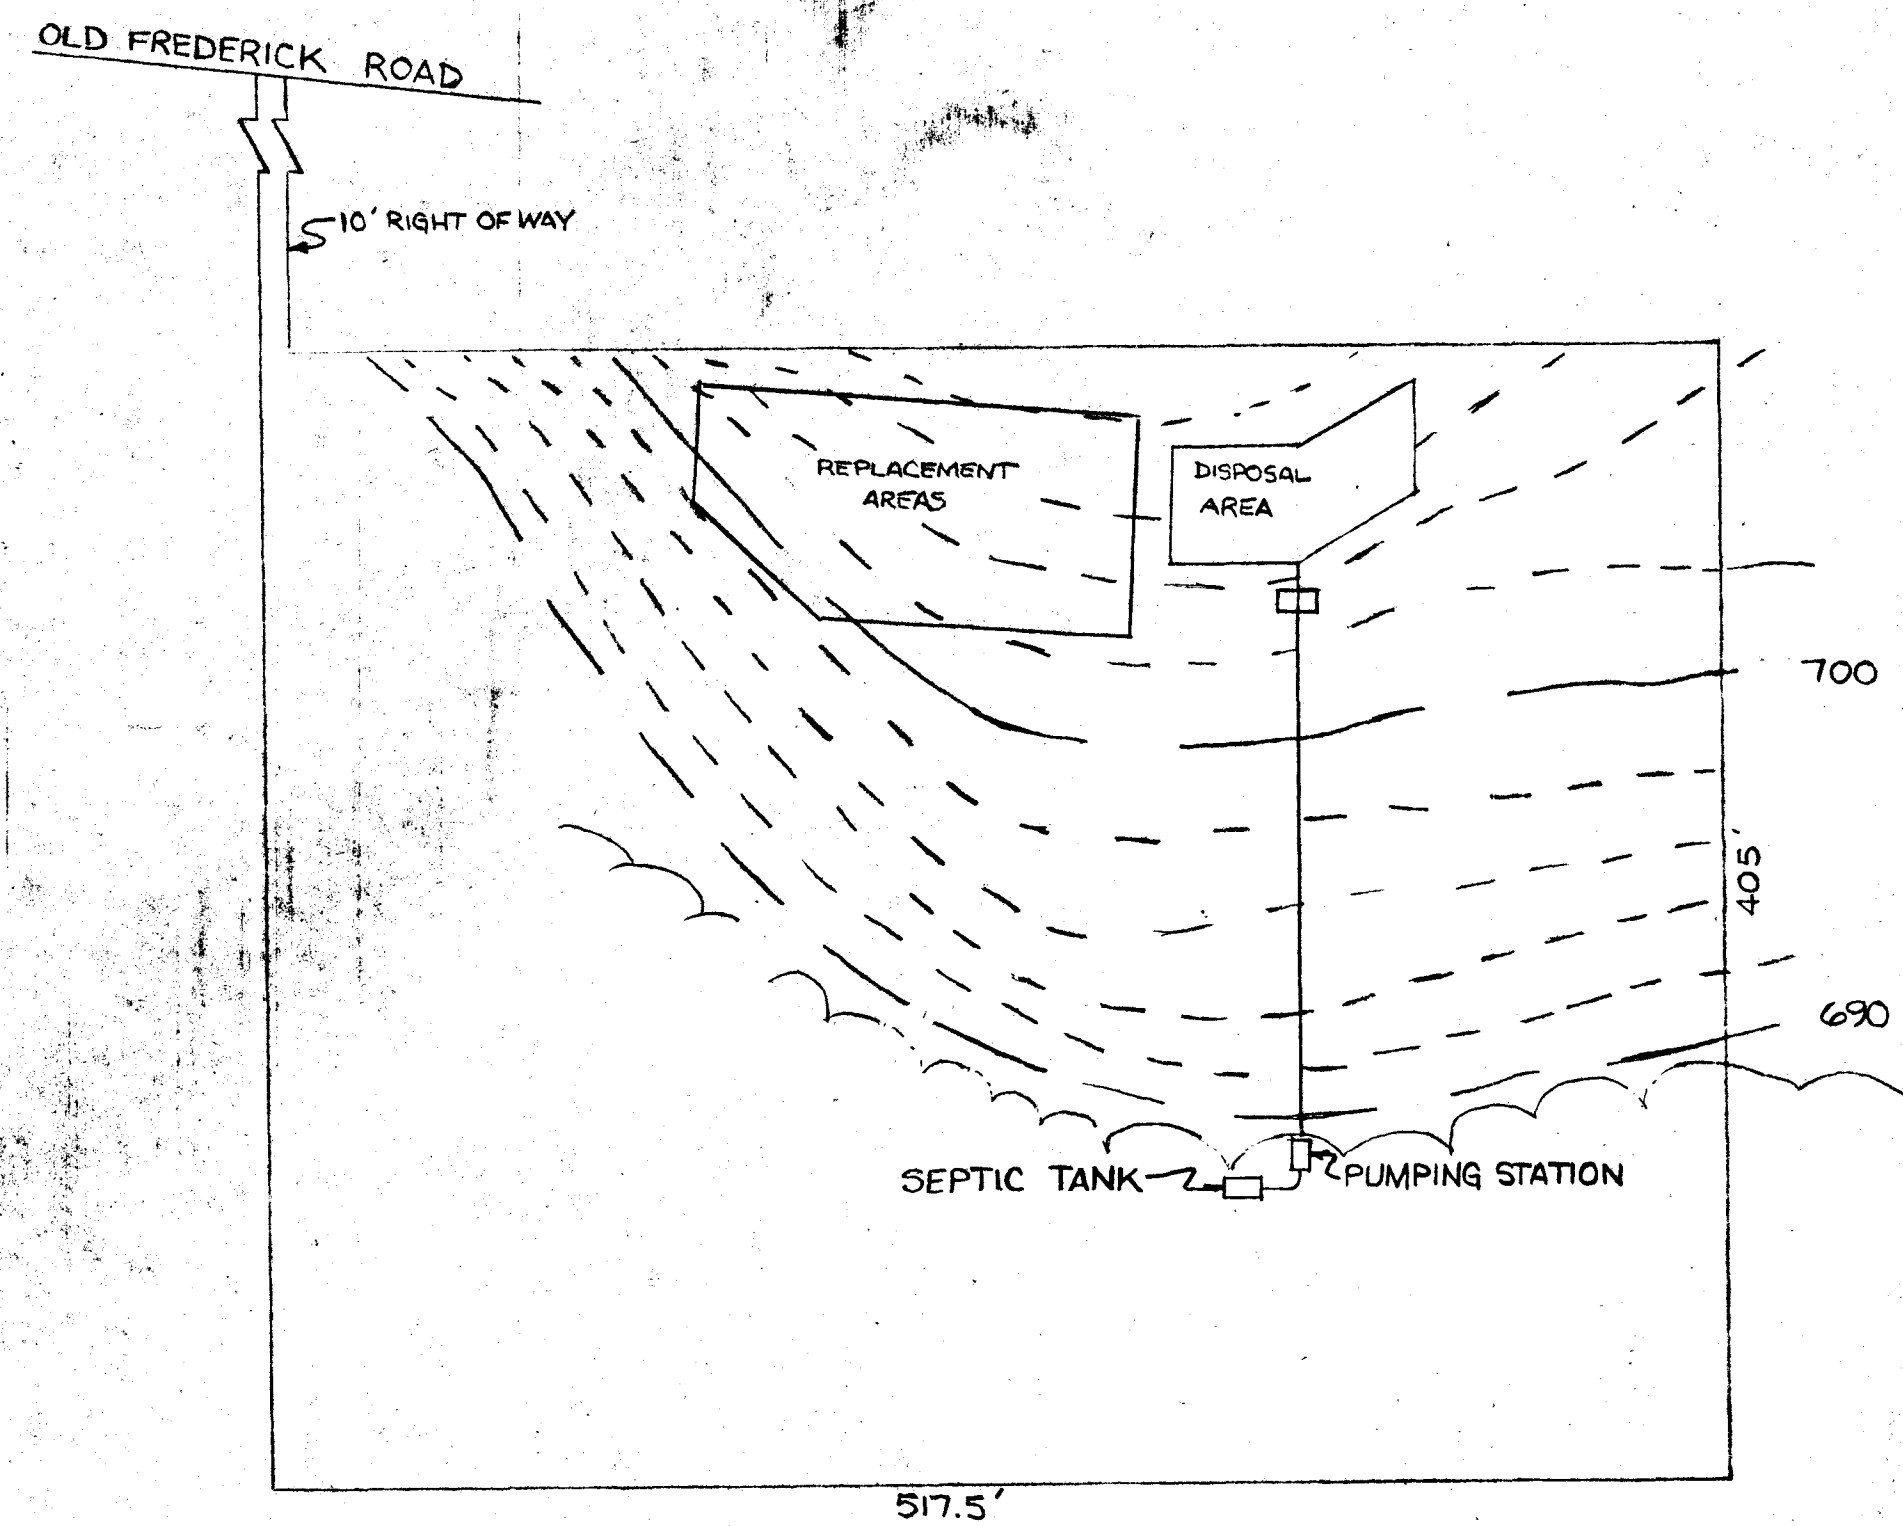 OLD FREDERICK ROAD
10' RIGHT OF WAY
REPLACEMENT
AREAS
DISPOSAL
AREA
700
405'
690
SEPTIC TANK
PUMPING STATION
517.5'